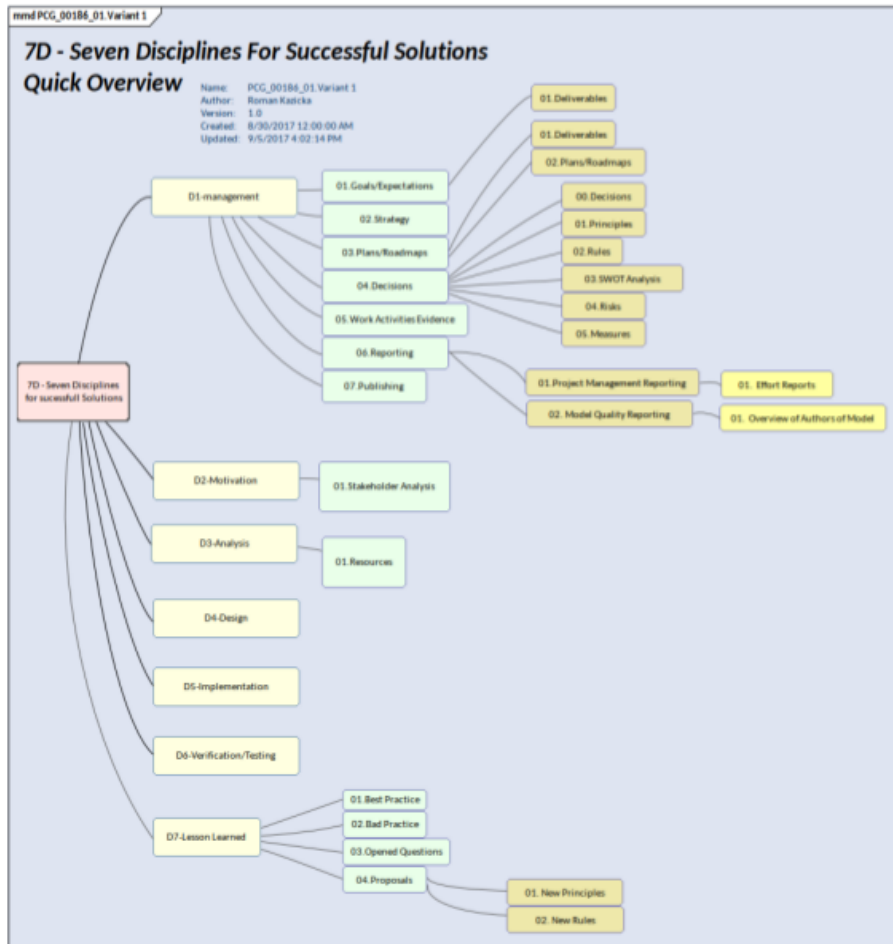 mmd PCG_00186_01.Variant 1
7D - Seven Disciplines For Successful Solutions
Quick Overview
Name: PCG_00186_01.Variant 1
Author: Roman Kazicka
Version: 1.0
Created: 8/30/2017 12:00:00 AM
Updated: 9/5/2017 4:02:14 PM
7D - Seven Disciplines
for sucessfull Solutions
D1-management
01.Goals/Expectations
01.Deliverables
02.Strategy
03.Plans/Roadmaps
01.Deliverables
02.Plans/Roadmaps
04.Decisions
00.Decisions
01.Principles
02.Rules
03.SWOT Analysis
04.Risks
05.Measures
05.Work Activities Evidence
06.Reporting
01.Project Management Reporting
01. Effort Reports
02. Model Quality Reporting
01. Overview of Authors of Model
07.Publishing
D2-Motivation
01.Stakeholder Analysis
D3-Analysis
01.Resources
D4-Design
D5-Implementation
D6-Verification/Testing
D7-Lesson Learned
01.Best Practice
02.Bad Practice
03.Opened Questions
04.Proposals
01. New Principles
02. New Rules